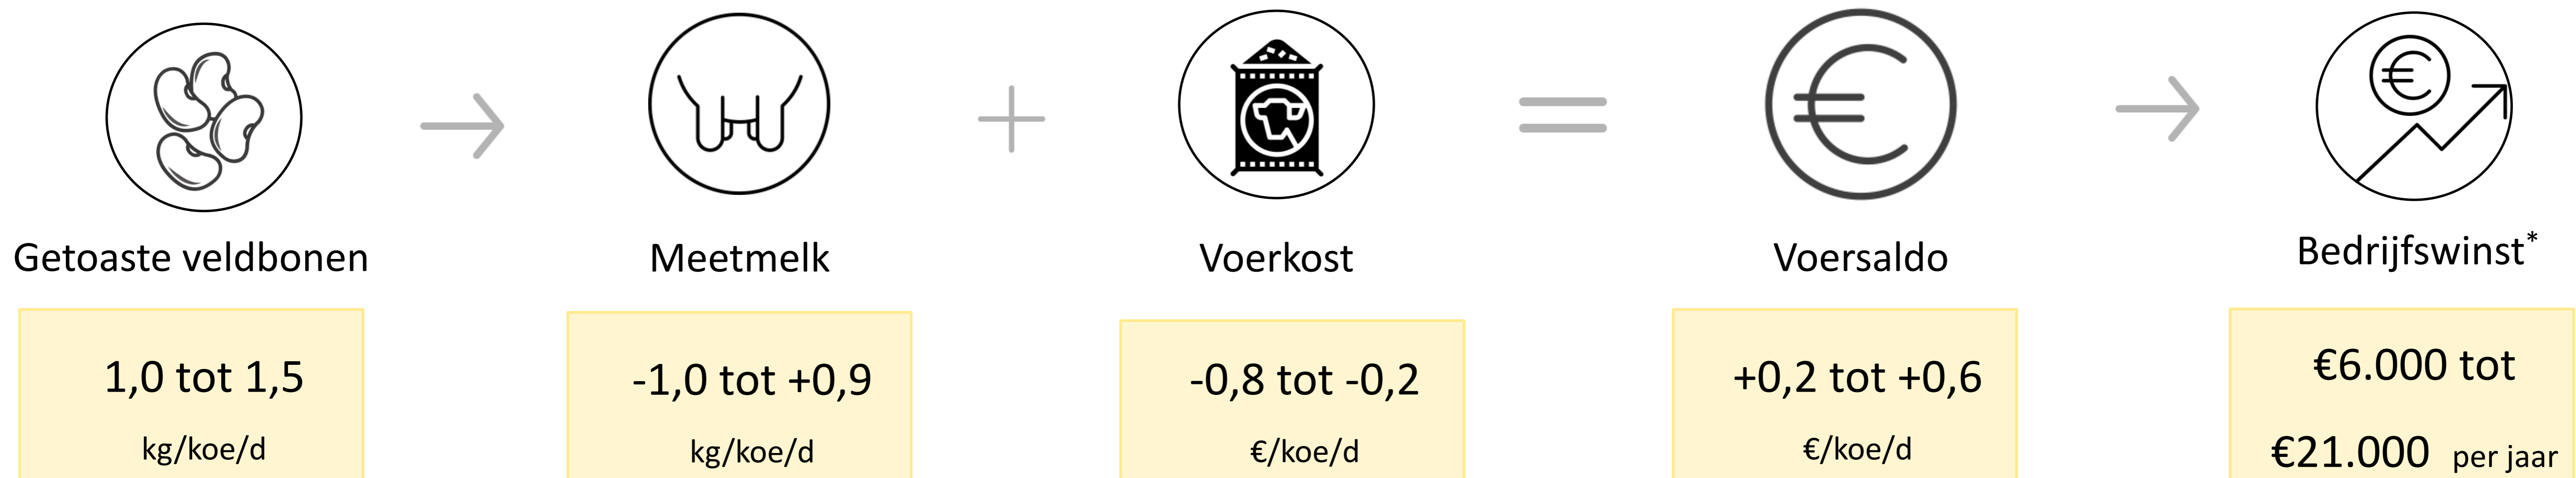 Getoaste veldbonen
1,0 tot 1,5
kg/koe/d
Meetmelk
-1,0 tot +0,9
kg/koe/d
Voerkost
-0,8 tot -0,2
€/koe/d
Voersaldo
+0,2 tot +0,6
€/koe/d
Bedrijfswinst*
€6.000 tot
€21.000 per jaar